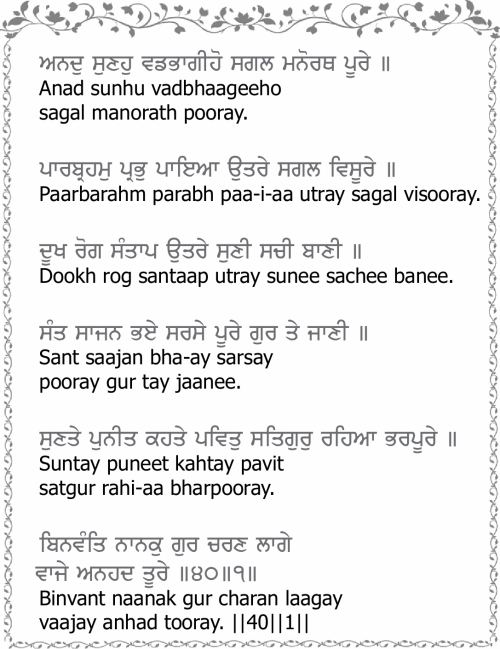 ਅਨਦੁ ਸੁਣਹੁ ਵਡਭਾਗੀਹੋ ਸਗਲ ਮਨੋਰਥ ਪੂਰੇ ॥
Anad sunhu vadbhaageeho
sagal manorath pooray.
ਪਾਰਬ੍ਰਹਮੁ ਪ੍ਰਭੁ ਪਾਇਆ ਉਤਰੇ ਸਗਲ ਵਿਸੂਰੇ ॥
Paarbarahm parabh paa-i-aa utray sagal visooray.
ਦੂਖ ਰੋਗ ਸੰਤਾਪ ਉਤਰੇ ਸੁਣੀ ਸਚੀ ਬਾਣੀ ॥
Dookh rog santaap utray sunee sachee banee.
ਸੰਤ ਸਾਜਨ ਭਏ ਸਰਸੇ ਪੂਰੇ ਗੁਰ ਤੇ ਜਾਣੀ ॥
Sant saajan bha-ay sarsay
pooray gur tay jaanee.
ਸੁਣਤੇ ਪੁਨੀਤ ਕਹਤੇ ਪਵਿਤੁ ਸਤਿਗੁਰੁ ਰਹਿਆ ਭਰਪੂਰੇ ॥
Suntay puneet kahtay pavit
satgur rahi-aa bharpooray.
ਬਿਨਵੰਤਿ ਨਾਨਕੁ ਗੁਰ ਚਰਣ ਲਾਗੇ
ਵਾਜੇ ਅਨਹਦ ਤੂਰੇ ॥੪੦॥੧॥
Binvant naanak gur charan laagay
vaajay anhad tooray. ||40||1||